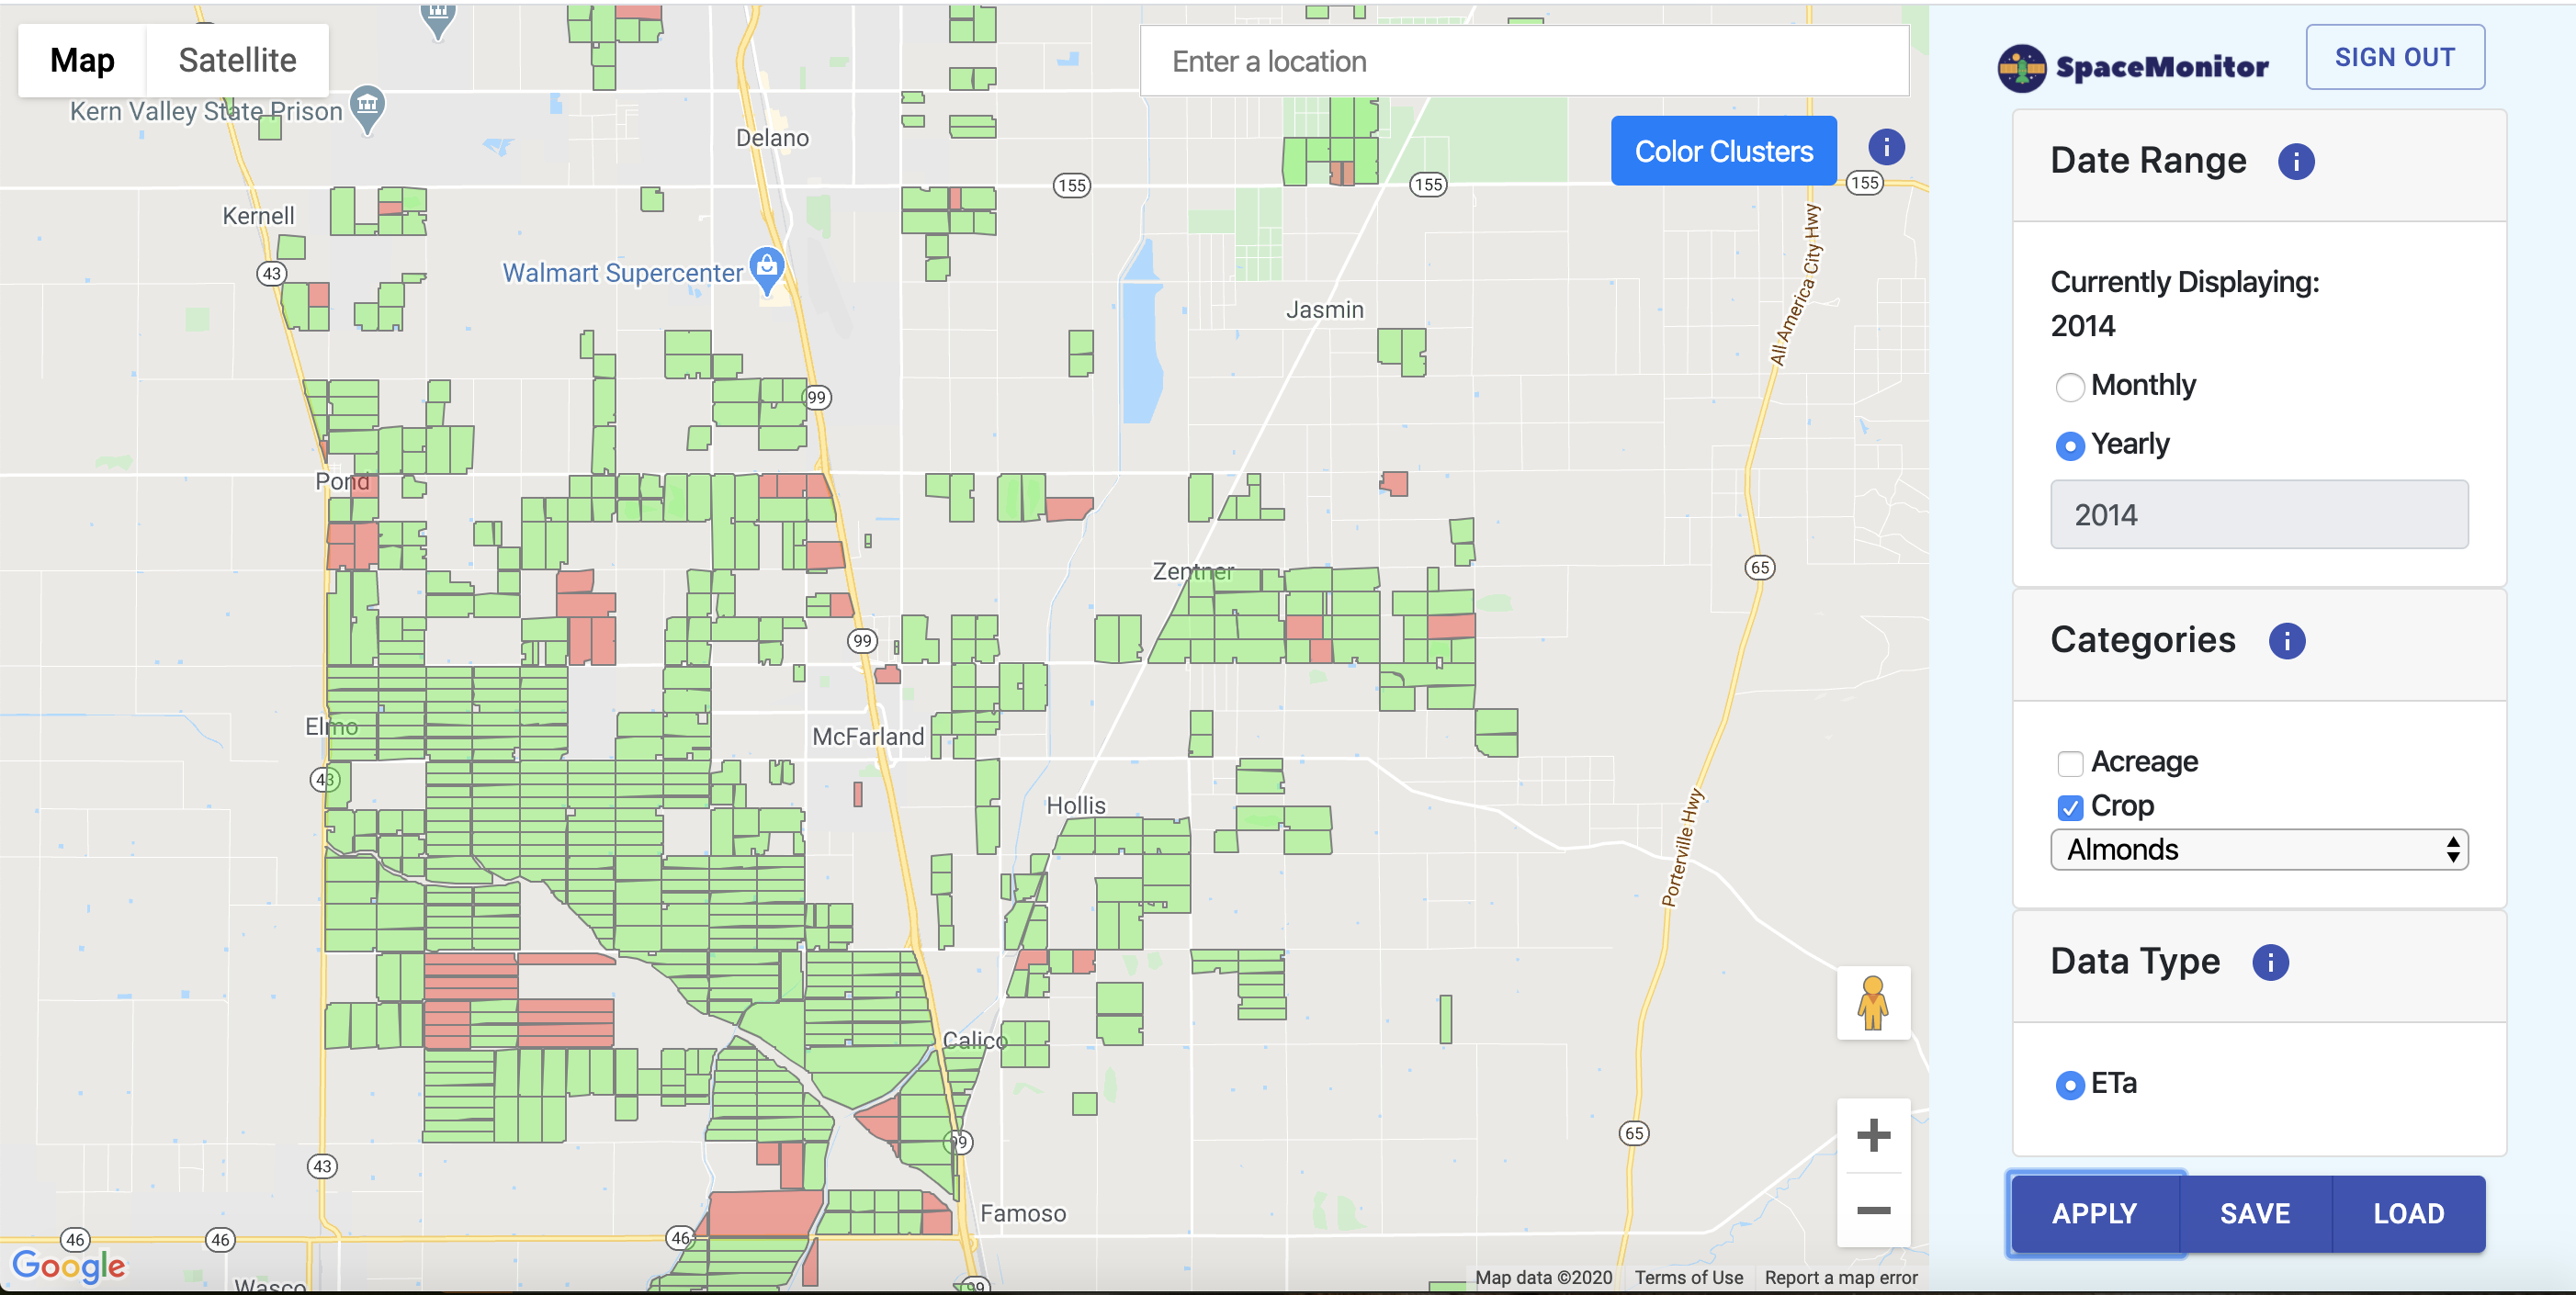 Map
Satellite
Enter a location
SpaceMonitor
SIGN OUT
Kern Valley State Prison
Delano
Color Clusters
i
155
155
155
Date Range
i
Kernell
43
Walmart Supercenter
Jasmin
All America City Hwy
Currently Displaying:
2014
Monthly
99
Yearly
Pond
2014
Zentner
65
99
Categories
i
Elmo
McFarland
43
Acreage
Hollis
Crop
Porterville Hwy
Almonds
Data Type
i
Calico
ETa
99
65
43
46
46
46
Famoso
APPLY
SAVE
LOAD
Google
Wasco
99
Map data ©2020
Terms of Use
Report a map error